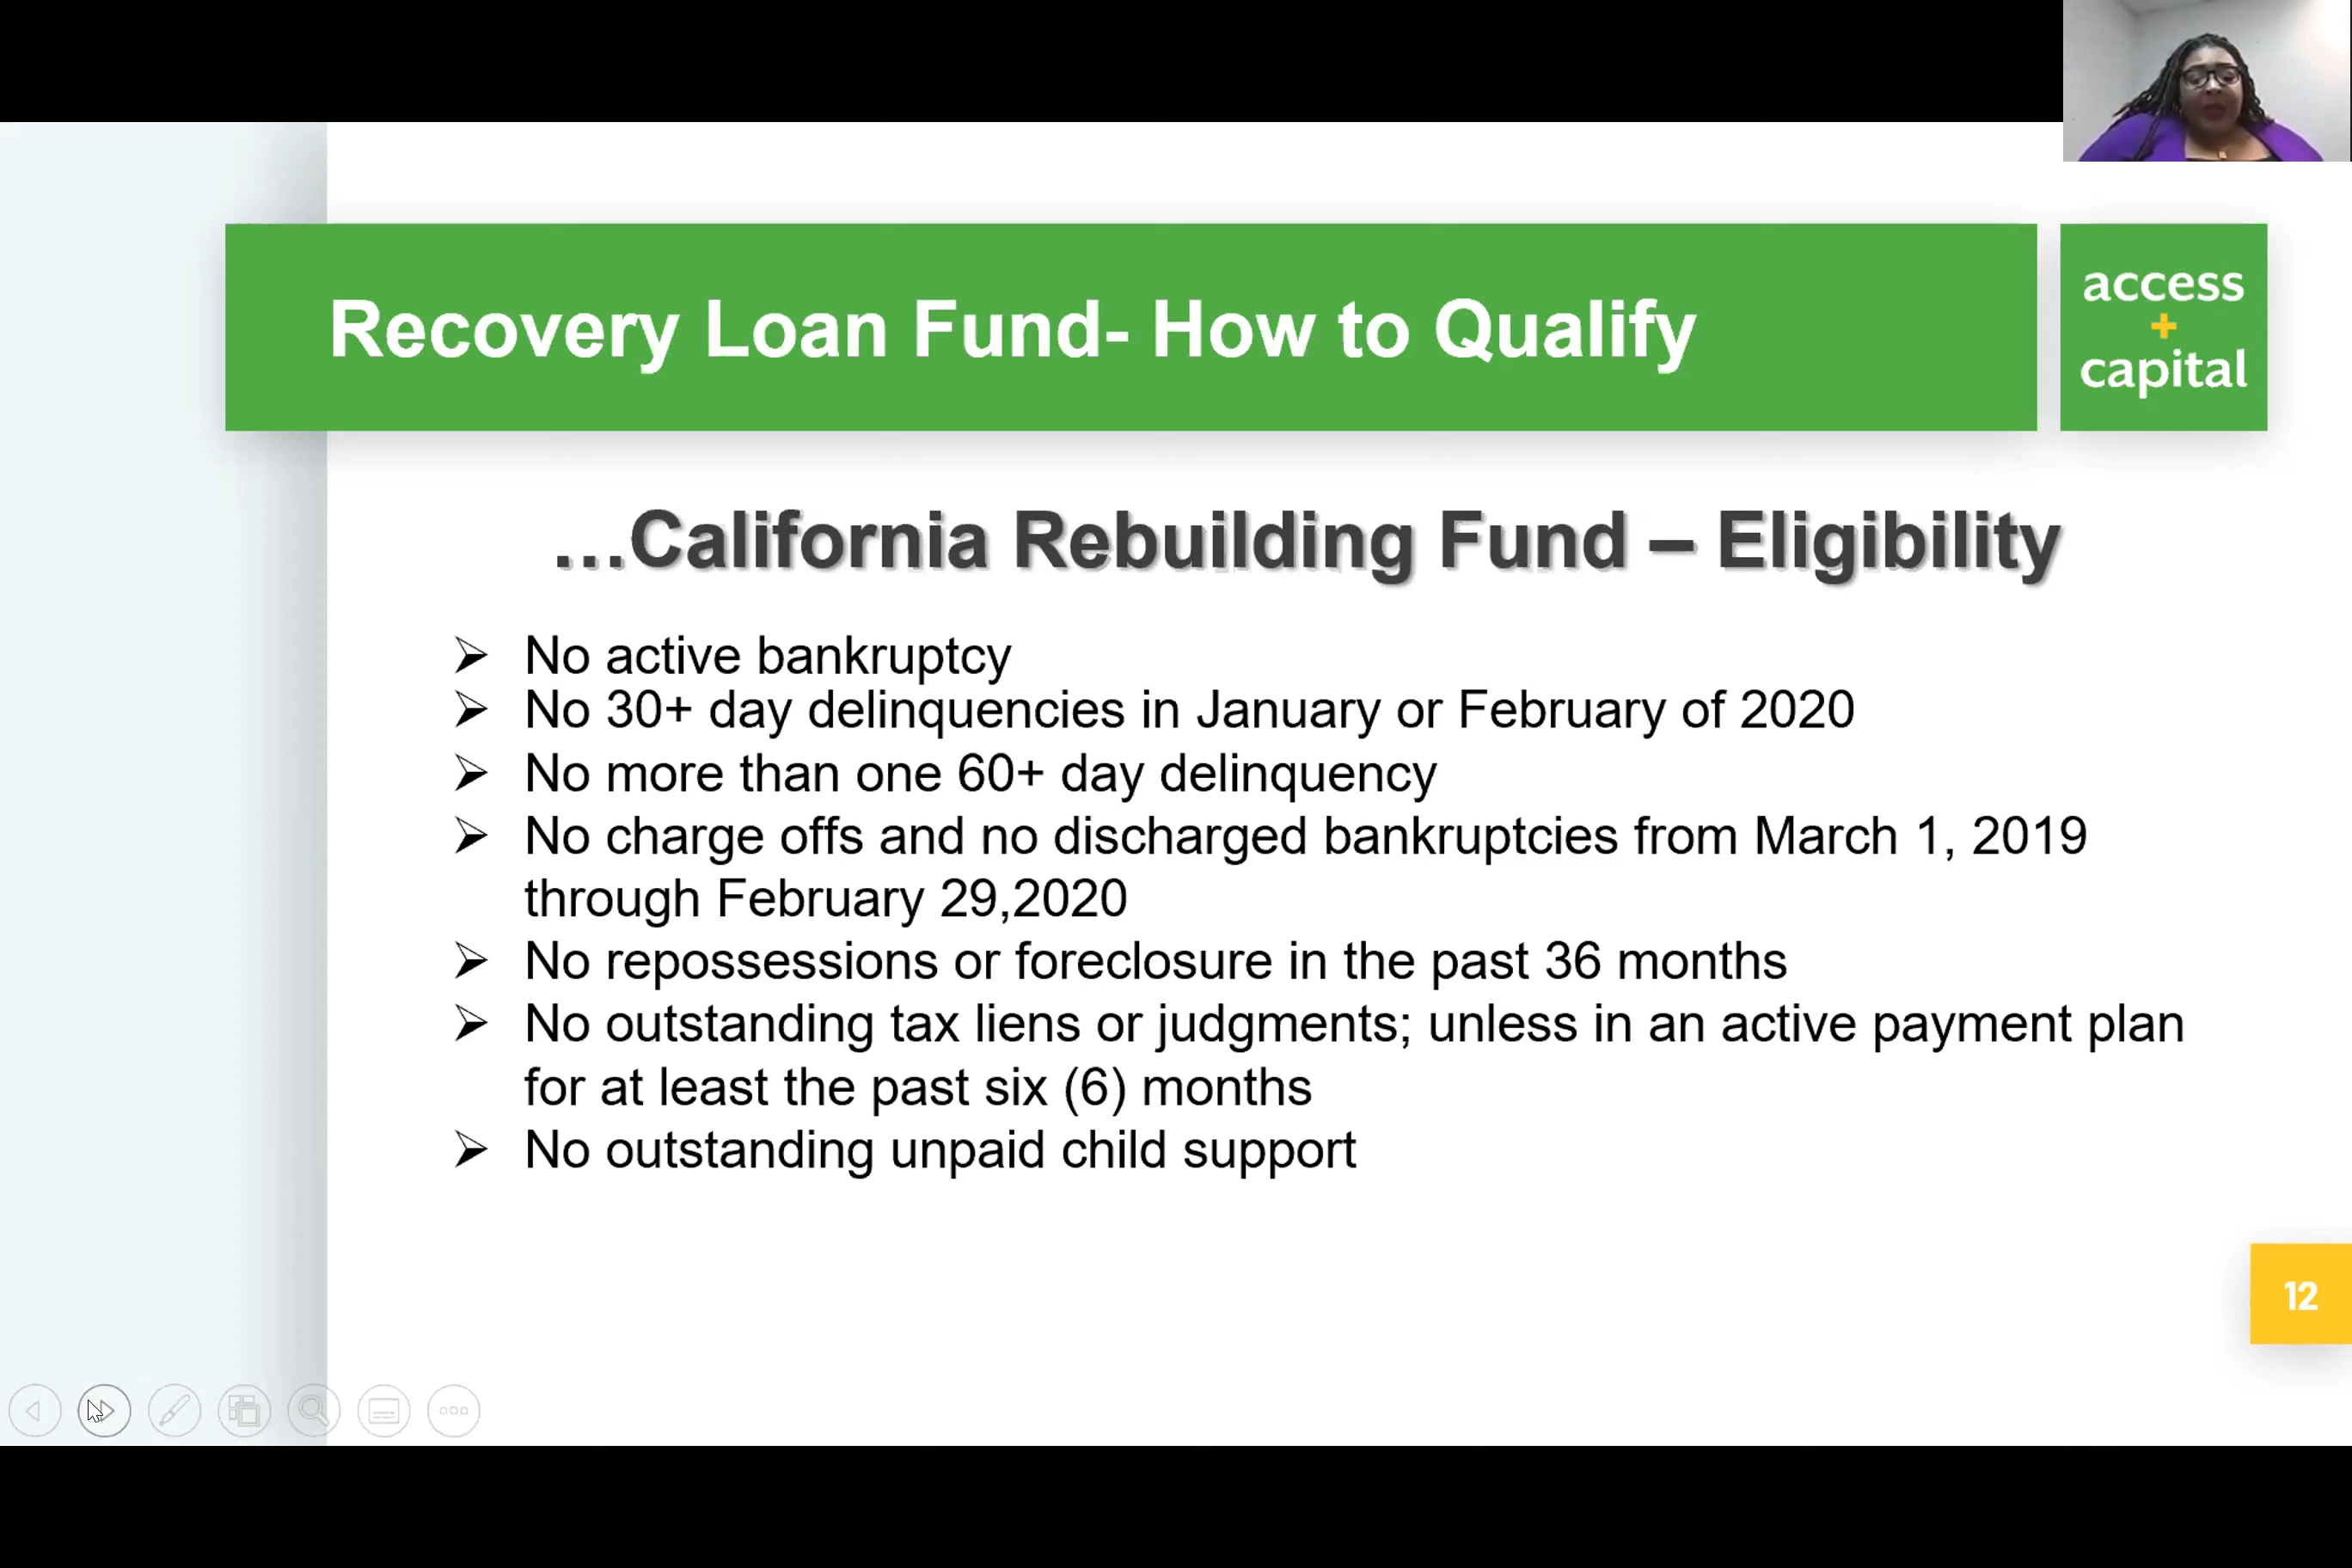 Recovery Loan Fund- How to Qualify
access
+
capital
...California Rebuilding Fund – Eligibility
➢ No active bankruptcy
➢ No 30+ day delinquencies in January or February of 2020
➢ No more than one 60+ day delinquency
➢ No charge offs and no discharged bankruptcies from March 1, 2019
through February 29,2020
➢ No repossessions or foreclosure in the past 36 months
➢ No outstanding tax liens or judgments; unless in an active payment plan
for at least the past six (6) months
➢ No outstanding unpaid child support
12